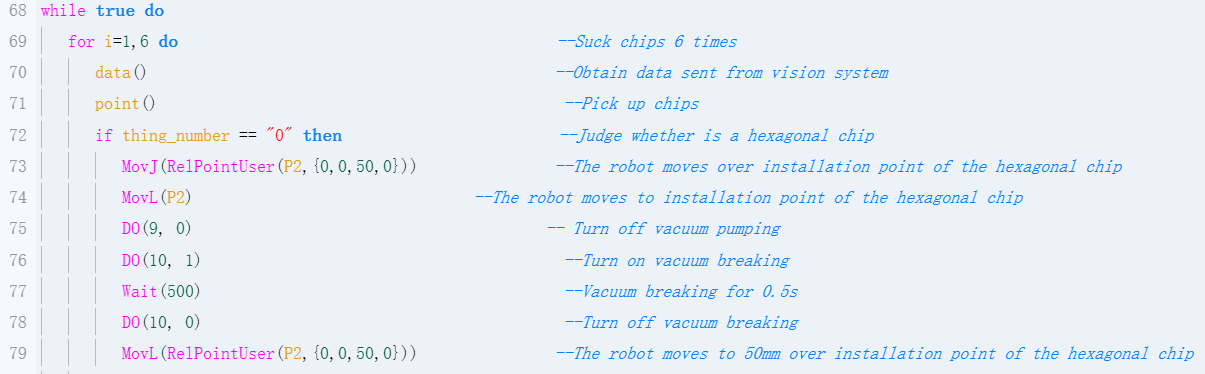 68 while true do
69 for i=1,6 do --Suck chips 6 times
70 data() --Obtain data sent from vision system
71 point() --Pick up chips
72 if thing_number == "0" then --Judge whether is a hexagonal chip
73 MovJ(RelPointUser(P2,{0,0,50,0})) --The robot moves over installation point of the hexagonal chip
74 MovL(P2) --The robot moves to installation point of the hexagonal chip
75 DO(9, 0) -- Turn off vacuum pumping
76 DO(10, 1) --Turn on vacuum breaking
77 Wait(500) --Vacuum breaking for 0.5s
78 DO(10, 0) --Turn off vacuum breaking
79 MovL(RelPointUser(P2,{0,0,50,0})) --The robot moves to 50mm over installation point of the hexagonal chip